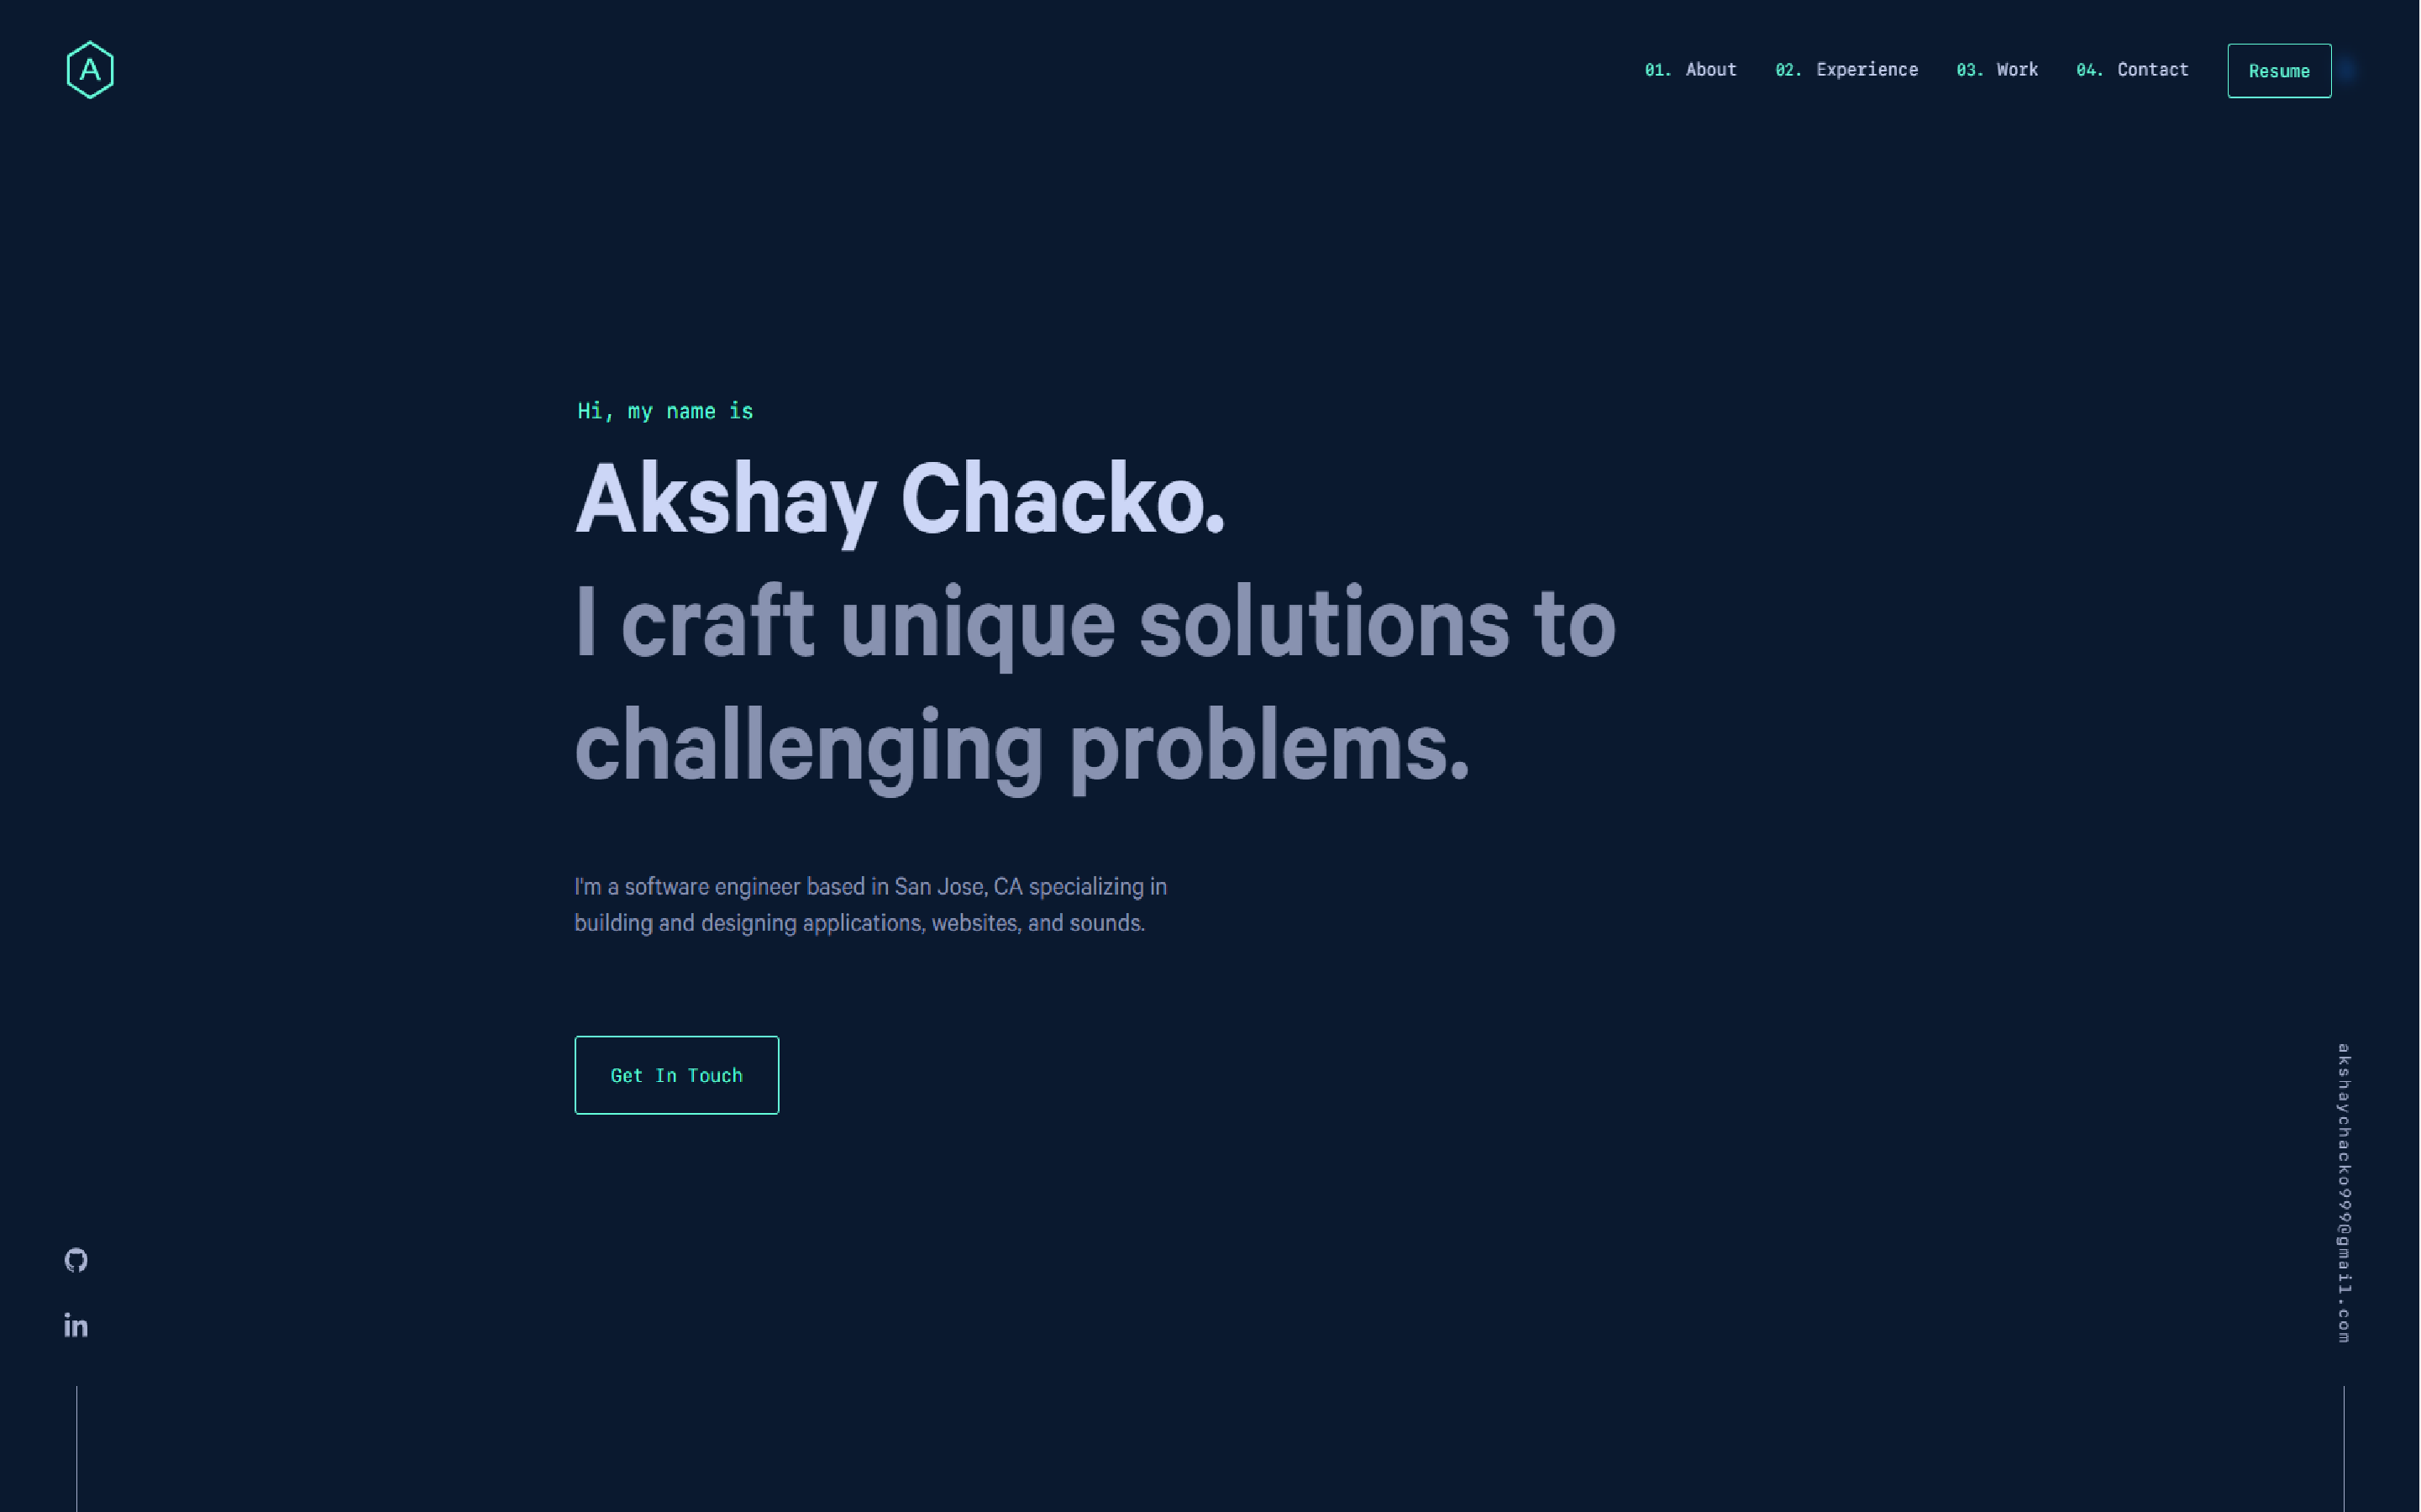 A
01. About
02. Experience
03. Work
04. Contact
Resume
Hi, my name is
Akshay Chacko.
I craft unique solutions to
challenging problems.
I'm a software engineer based in San Jose, CA specializing in
building and designing applications, websites, and sounds.
Get In Touch
in
akshaychacko999@gmail.com